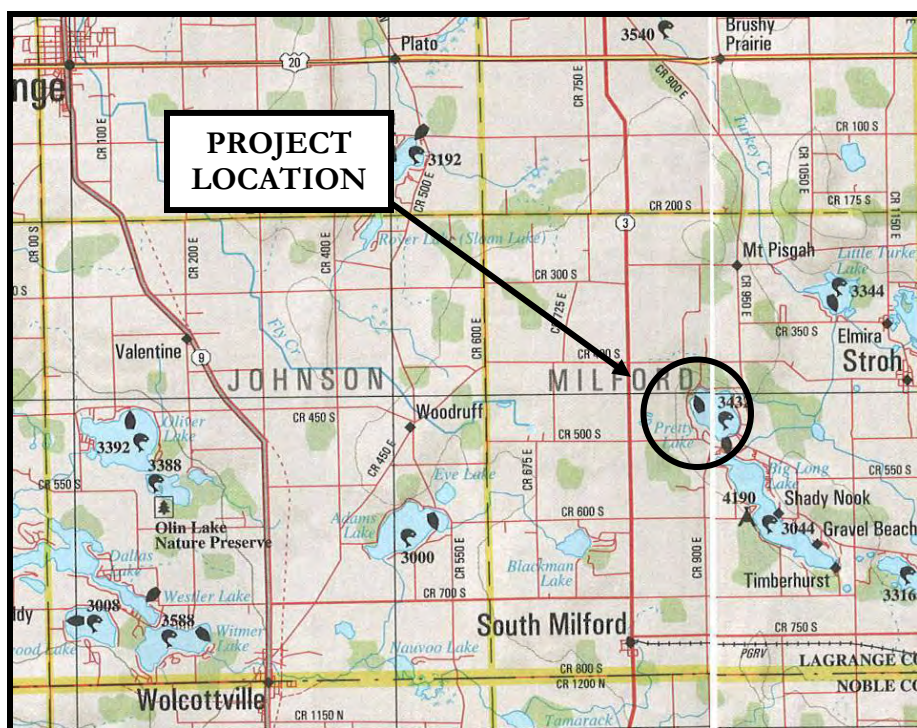 3540
Brushy
Prairie
Plato
20
nge
CR 100 E
CR 750 E
CR 900 E
Turkey Cr
CR 100 S
CR 1050 E
PROJECT
LOCATION
3192
CR 500 E
CR 175 S
CR 1150 E
CR 200 S
3
CR 00 S
CR 200 E
CR 400 E
Royer Lake (Sloan Lake)
Mt Pisgah
Little Turkey
Lake
CR 300 S
CR 725 E
CR 950 E
3344
Fly Cr
CR 600 E
CR 350 S
Elmira
Valentine
9
CR 400 S
Stroh
JOHNSON
MILFORD
343
Oliver
Lake
CR 450 S
Woodruff
3392
CR 450 E
CR 500 S
Pretty
Lake
3388
CR 550 S
Eve Lake
CR 675 E
Big Long
Lake
CR 550 S
4190
Shady Nook
Olin Lake
Nature Preserve
Adams
Lake
3000
CR 550 E
CR 600 S
3044
Gravel Beach
CR 900 E
Dallas
Lake
Blackman
Lake
Timberhurst
3316
Westler Lake
CR 700 S
3008
3588
ddy
Witmer
Lake
South Milford
CR 750 S
ood Lake
Nauvoo Lake
PGRV
LAGRANGE CO
CR 800 S
CR 1200 N
NOBLE CO
Wolcottville
CR 1150 N
Tamarack